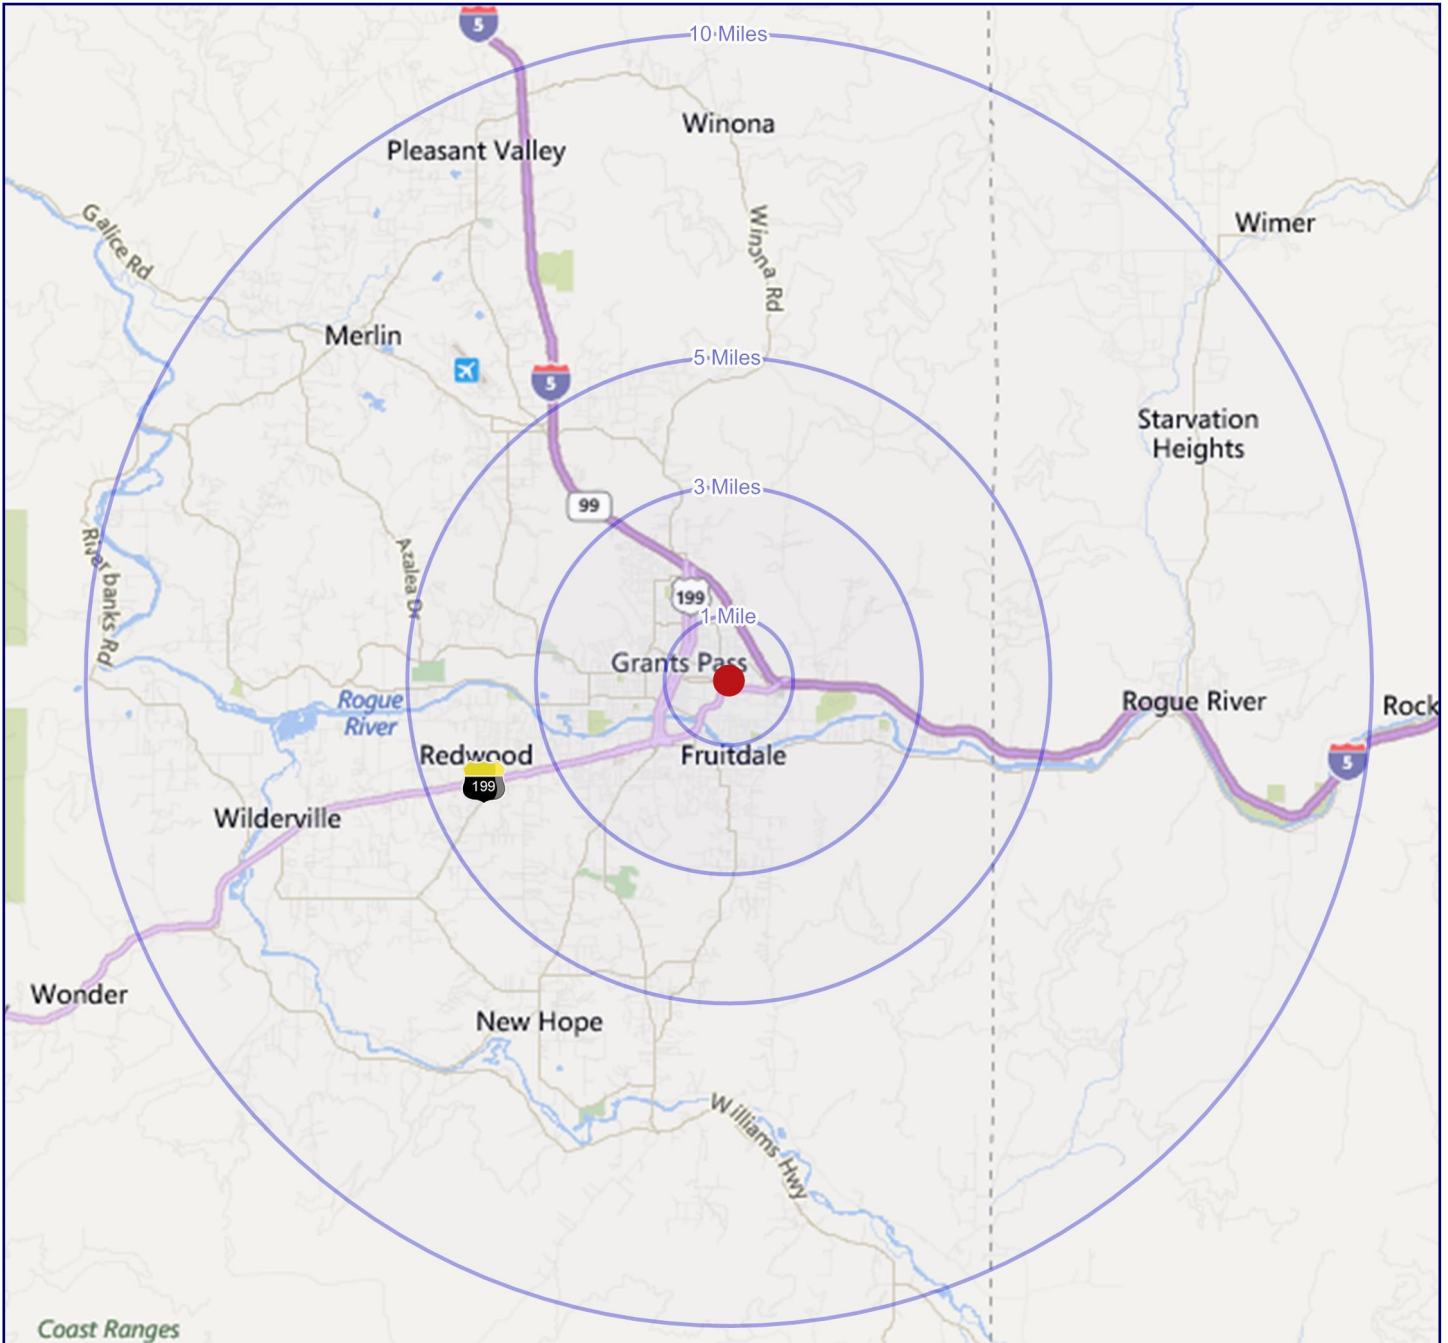 5
10 Miles
Winona
Pleasant Valley
Galice Rd
Winona Rd
Wimer
Merlin
5 Miles
5
Starvation
Heights
3 Miles
99
River banks Rd
Azalea Dr
199
1 Mile
Grants Pass
Rogue
River
Rogue River
Rock
Redwood
Fruitdale
5
199
Wilderville
Wonder
New Hope
Williams Hwy
Coast Ranges